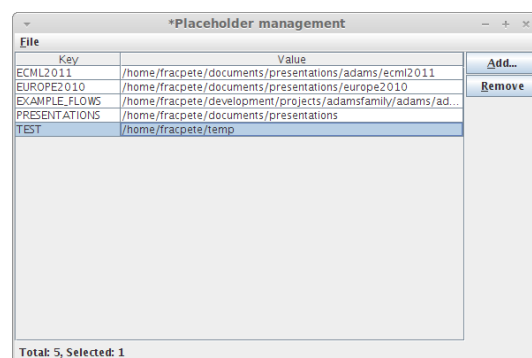 *Placeholder management
File
Key Value
ECML2011 /home/fracpete/documents/presentations/adams/ecml2011
EUROPE2010 /home/fracpete/documents/presentations/europe2010
EXAMPLE_FLOWS /home/fracpete/development/projects/adamsfamily/adams/ad...
PRESENTATIONS /home/fracpete/documents/presentations
TEST /home/fracpete/temp
Add...
Remove
Total: 5, Selected: 1